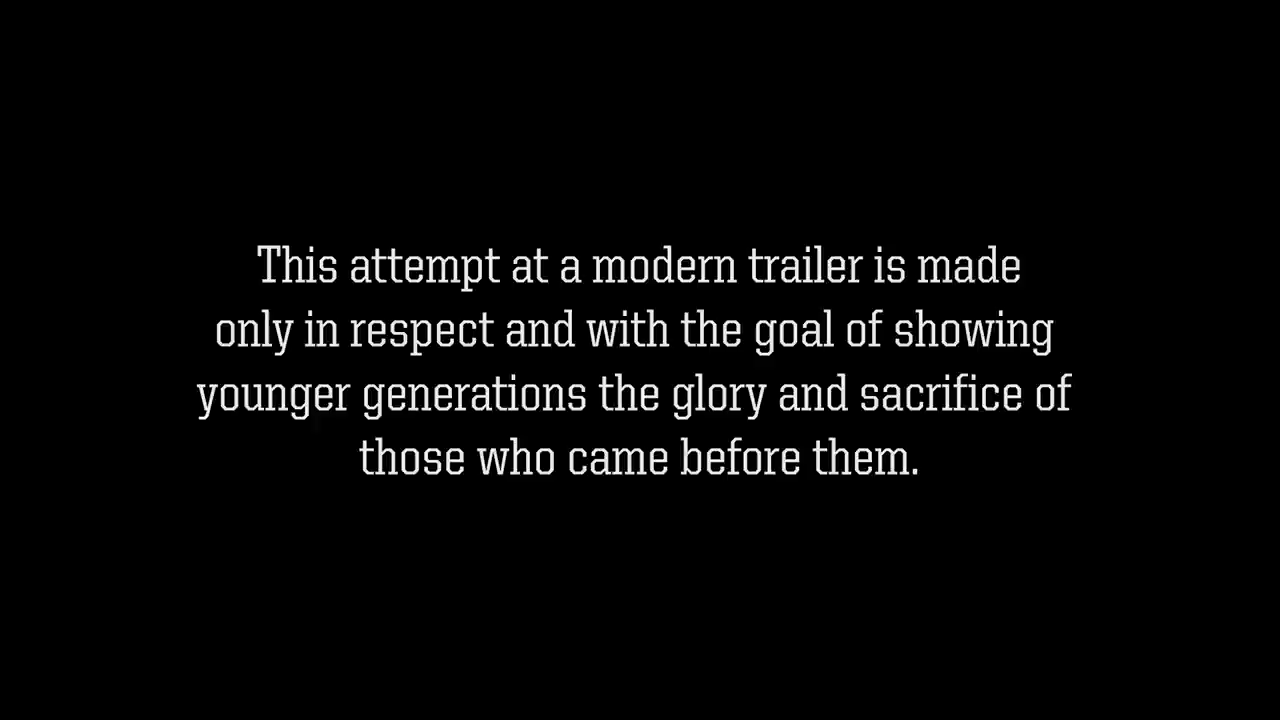 This attempt at a modern trailer is made
only in respect and with the goal of showing
younger generations the glory and sacrifice of
those who came before them.